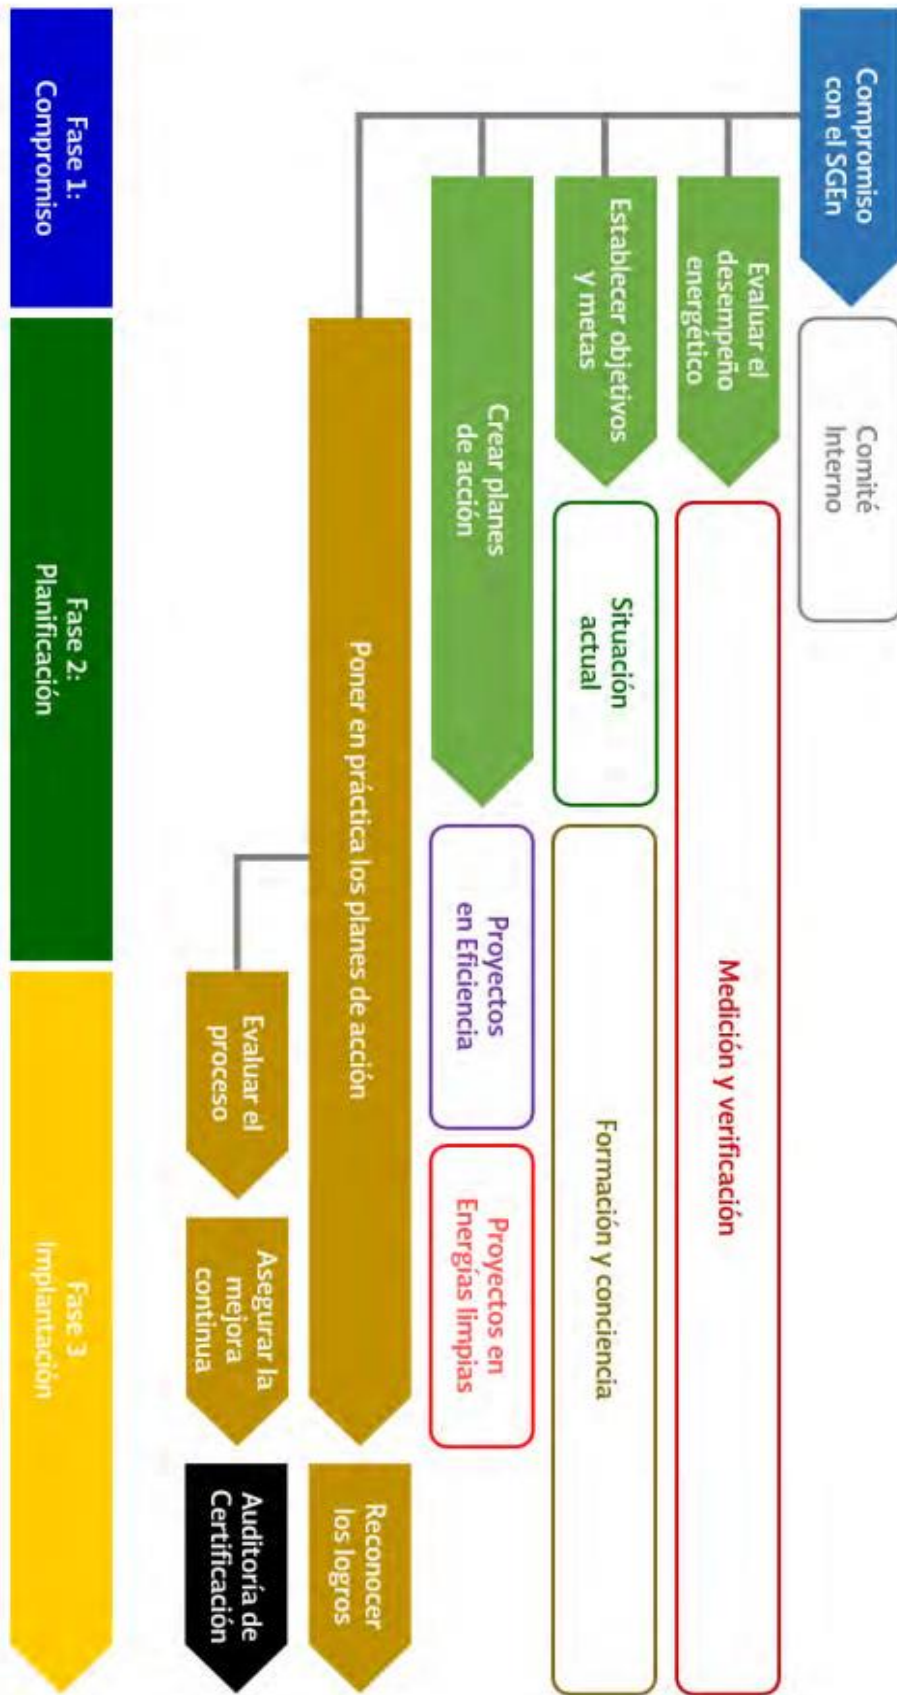 Compromiso
con el SGEn
Comité
Interno
Evaluar el
desempeño
energético
Medición y verificación
Establecer objetivos
y metas
Situación
actual
Formación y conciencia
Crear planes
de acción
Proyectos
en Eficiencia
Proyectos en
Energías limpias
Poner en práctica los planes de acción
Reconocer
los logros
Evaluar el
proceso
Asegurar la
mejora
continua
Auditoría de
Certificación
Fase 1:
Compromiso
Fase 2:
Planificación
Fase 3
Implantación